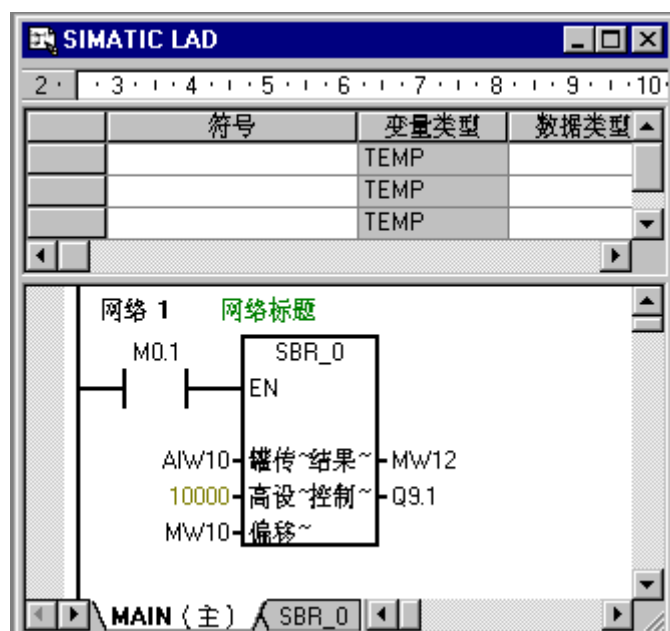 SIMATIC LAD
2 · · 3 · ı · 4 · ı · 5 · ı · 6 · ı · 7 · ı · 8 · ı · 9 · ı · 10 ·
符号 变量类型 数据类型
TEMP
TEMP
TEMP
网络 1 网络标题
M0.1 SBR_0
EN
AIW10 罐传~结果~ MW12
10000 高设~控制~ Q9.1
MW10 偏移~
MAIN (主) SBR_0